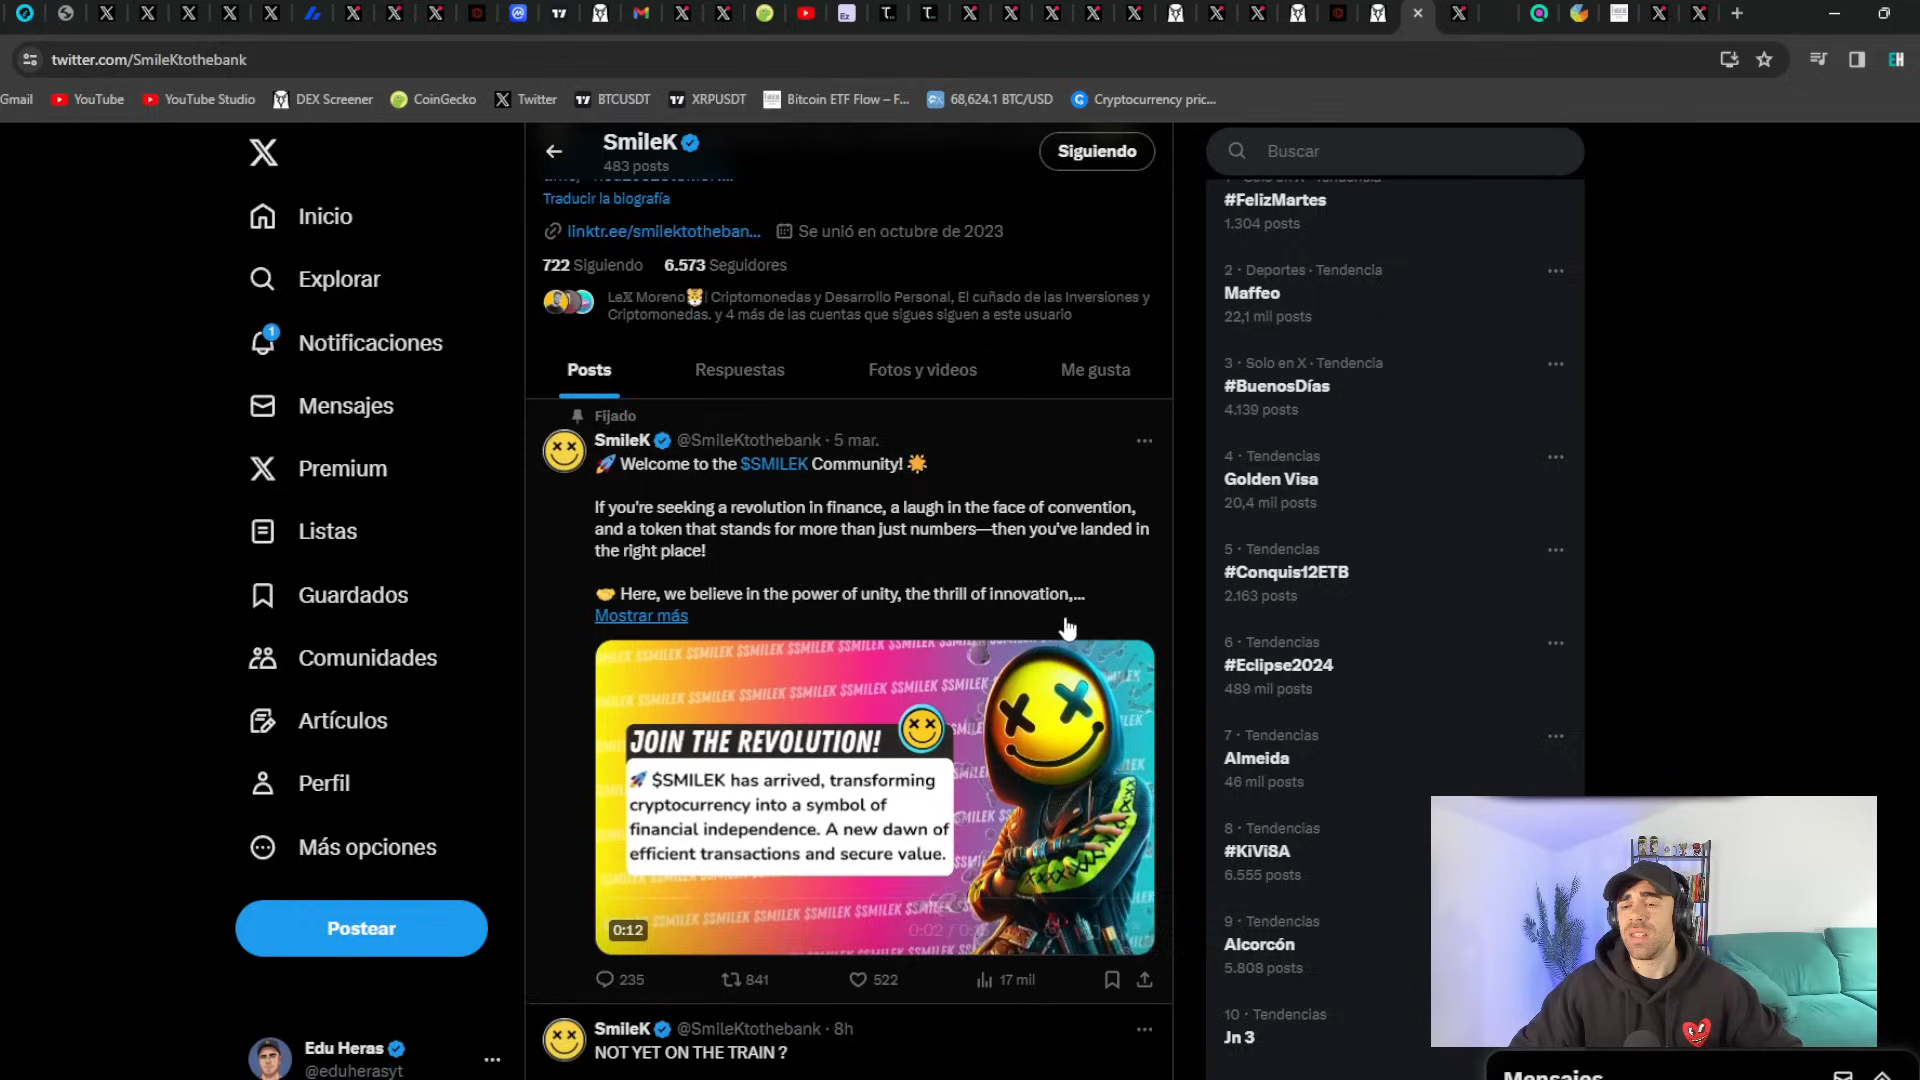 twitter.com/SmileKtothebank
Gmail
YouTube
YouTube Studio
DEX Screener
CoinGecko
Twitter
BTCUSDT
XRPUSDT
Bitcoin ETF Flow – F...
68,624.1 BTC/USD
Cryptocurrency pric...
Inicio
Explorar
1
Notificaciones
Mensajes
Premium
Listas
Guardados
Comunidades
Artículos
Perfil
Más opciones
Postear
Edu Heras
@eduherasyt
SmileK
483 posts
Siguiendo
Traducir la biografía
linktr.ee/smilektotheban...
Se unió en octubre de 2023
722 Siguiendo 6.573 Seguidores
LeX Moreno🐯| Criptomonedas y Desarrollo Personal, El cuñado de las Inversiones y
Criptomonedas. y 4 más de las cuentas que sigues siguen a este usuario
Posts
Respuestas
Fotos y videos
Me gusta
Fijado
SmileK @SmileKtothebank · 5 mar.
🚀 Welcome to the $SMILEK Community! 🌟
If you're seeking a revolution in finance, a laugh in the face of convention,
and a token that stands for more than just numbers—then you've landed in
the right place!
🤝 Here, we believe in the power of unity, the thrill of innovation,...
Mostrar más
$SMILEK $SMILEK $SMILEK $SMILEK $SMILEK
JOIN THE REVOLUTION!
🚀 $SMILEK has arrived, transforming
cryptocurrency into a symbol of
financial independence. A new dawn of
efficient transactions and secure value.
0:12
235
841
522
17 mil
SmileK @SmileKtothebank · 8h
NOT YET ON THE TRAIN ?
Buscar
#FelizMartes
1.304 posts
2 · Deportes · Tendencia
Maffeo
22,1 mil posts
3 · Solo en X · Tendencia
#BuenosDías
4.139 posts
4 · Tendencias
Golden Visa
20,4 mil posts
5 · Tendencias
#Conquis12ETB
2.163 posts
6 · Tendencias
#Eclipse2024
489 mil posts
7 · Tendencias
Almeida
46 mil posts
8 · Tendencias
#KiVi8A
6.555 posts
9 · Tendencias
Alcorcón
5.808 posts
10 · Tendencias
Jn 3
Mensajes